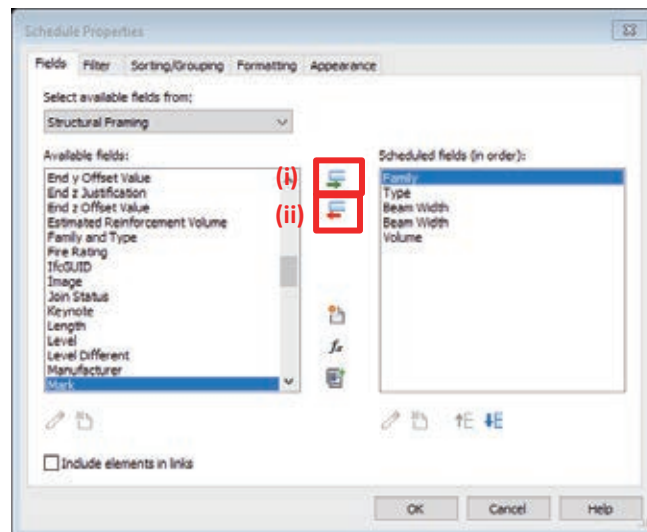 Schedule Properties
Fields Filter Sorting/Grouping Formatting Appearance
Select available fields from:
Structural Framing
Available fields:
End y Offset Value
End z Justification
End z Offset Value
Estimated Reinforcement Volume
Family and Type
Fire Rating
IfcGUID
Image
Join Status
Keynote
Length
Level
Level Different
Manufacturer
Mark
(i)
(ii)
fx
Scheduled fields (in order):
Family
Type
Beam Width
Beam Width
Volume
Include elements in links
OK Cancel Help